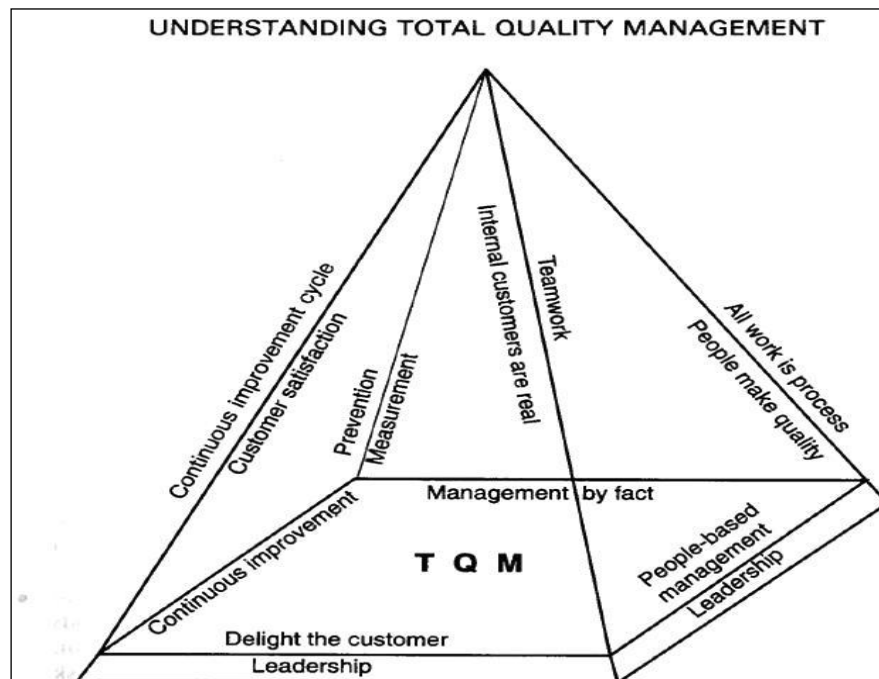 UNDERSTANDING TOTAL QUALITY MANAGEMENT
Continuous improvement cycle
Customer satisfaction
Prevention
Measurement
Internal customers are real
Teamwork
All work is process
People make quality
Management by fact
Continuous improvement
T Q M
People-based
management
Leadership
Delight the customer
Leadership